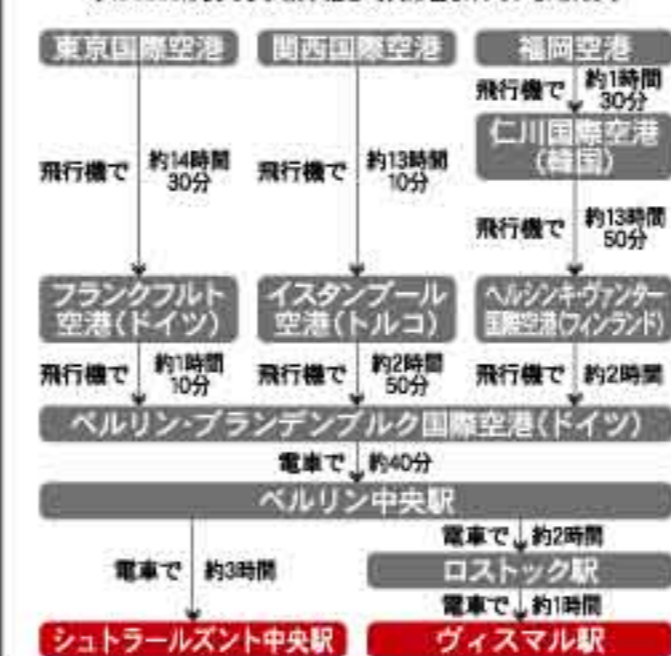 東京国際空港
関西国際空港
福岡空港
飛行機で 約1時間
30分
仁川国際空港
(韓国)
飛行機で 約14時間
30分
飛行機で 約13時間
10分
飛行機で 約13時間
50分
フランクフルト
空港(ドイツ)
イスタンブール
空港(トルコ)
ヘルシンキ・ヴァンター
国際空港(フィンランド)
飛行機で 約1時間
10分
飛行機で 約2時間
50分
飛行機で 約2時間
ベルリン・ブランデンブルク国際空港(ドイツ)
電車で 約40分
ベルリン中央駅
電車で 約3時間
電車で 約2時間
ロストック駅
電車で 約1時間
シュトラールズント中央駅
ヴィスマル駅